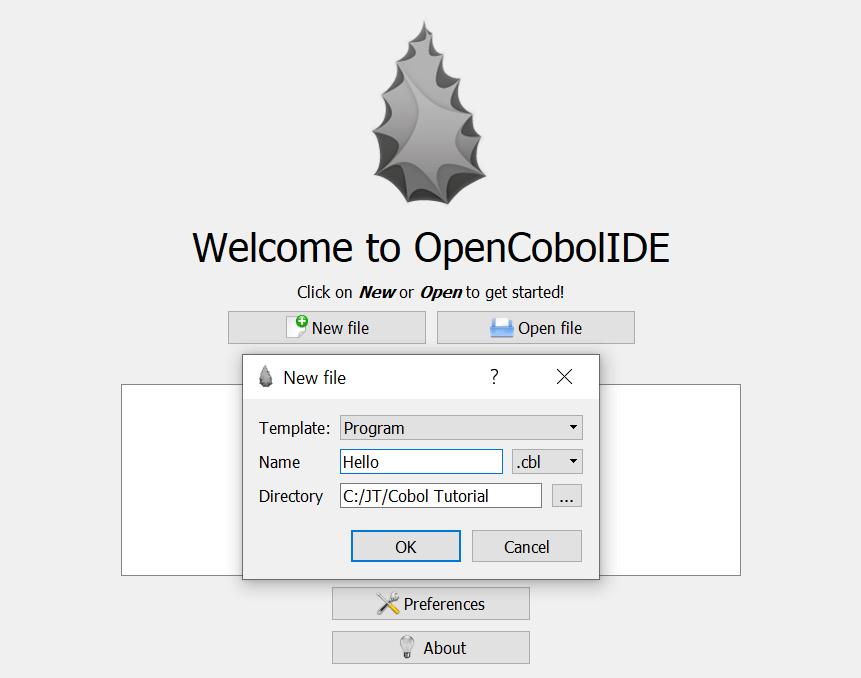 Welcome to OpenCobolIDE
Click on New or Open to get started!
New file
Open file
New file
?
Template: Program
Name Hello .cbl
Directory C:/JT/Cobol Tutorial ...
OK Cancel
Preferences
About